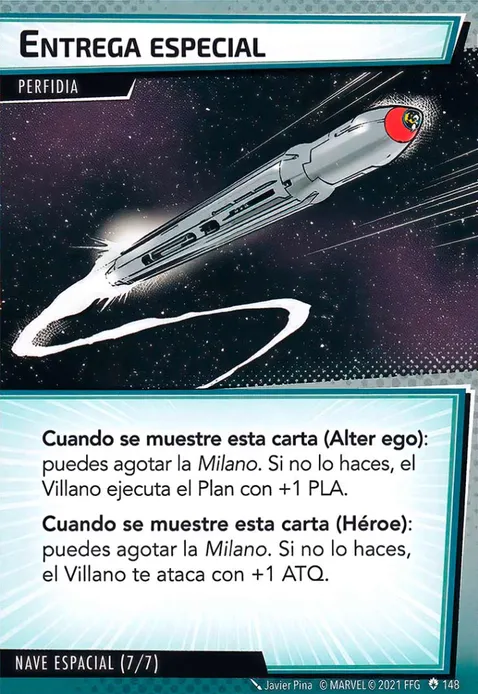 ENTREGA ESPECIAL
PERFIDIA
Cuando se muestre esta carta (Alter ego):
puedes agotar la Milano. Si no lo haces, el
Villano ejecuta el Plan con +1 PLA.
Cuando se muestre esta carta (Héroe):
puedes agotar la Milano. Si no lo haces,
el Villano te ataca con +1 ATQ.
NAVE ESPACIAL (7/7)
Javier Pina © MARVEL © 2021 FFG 148